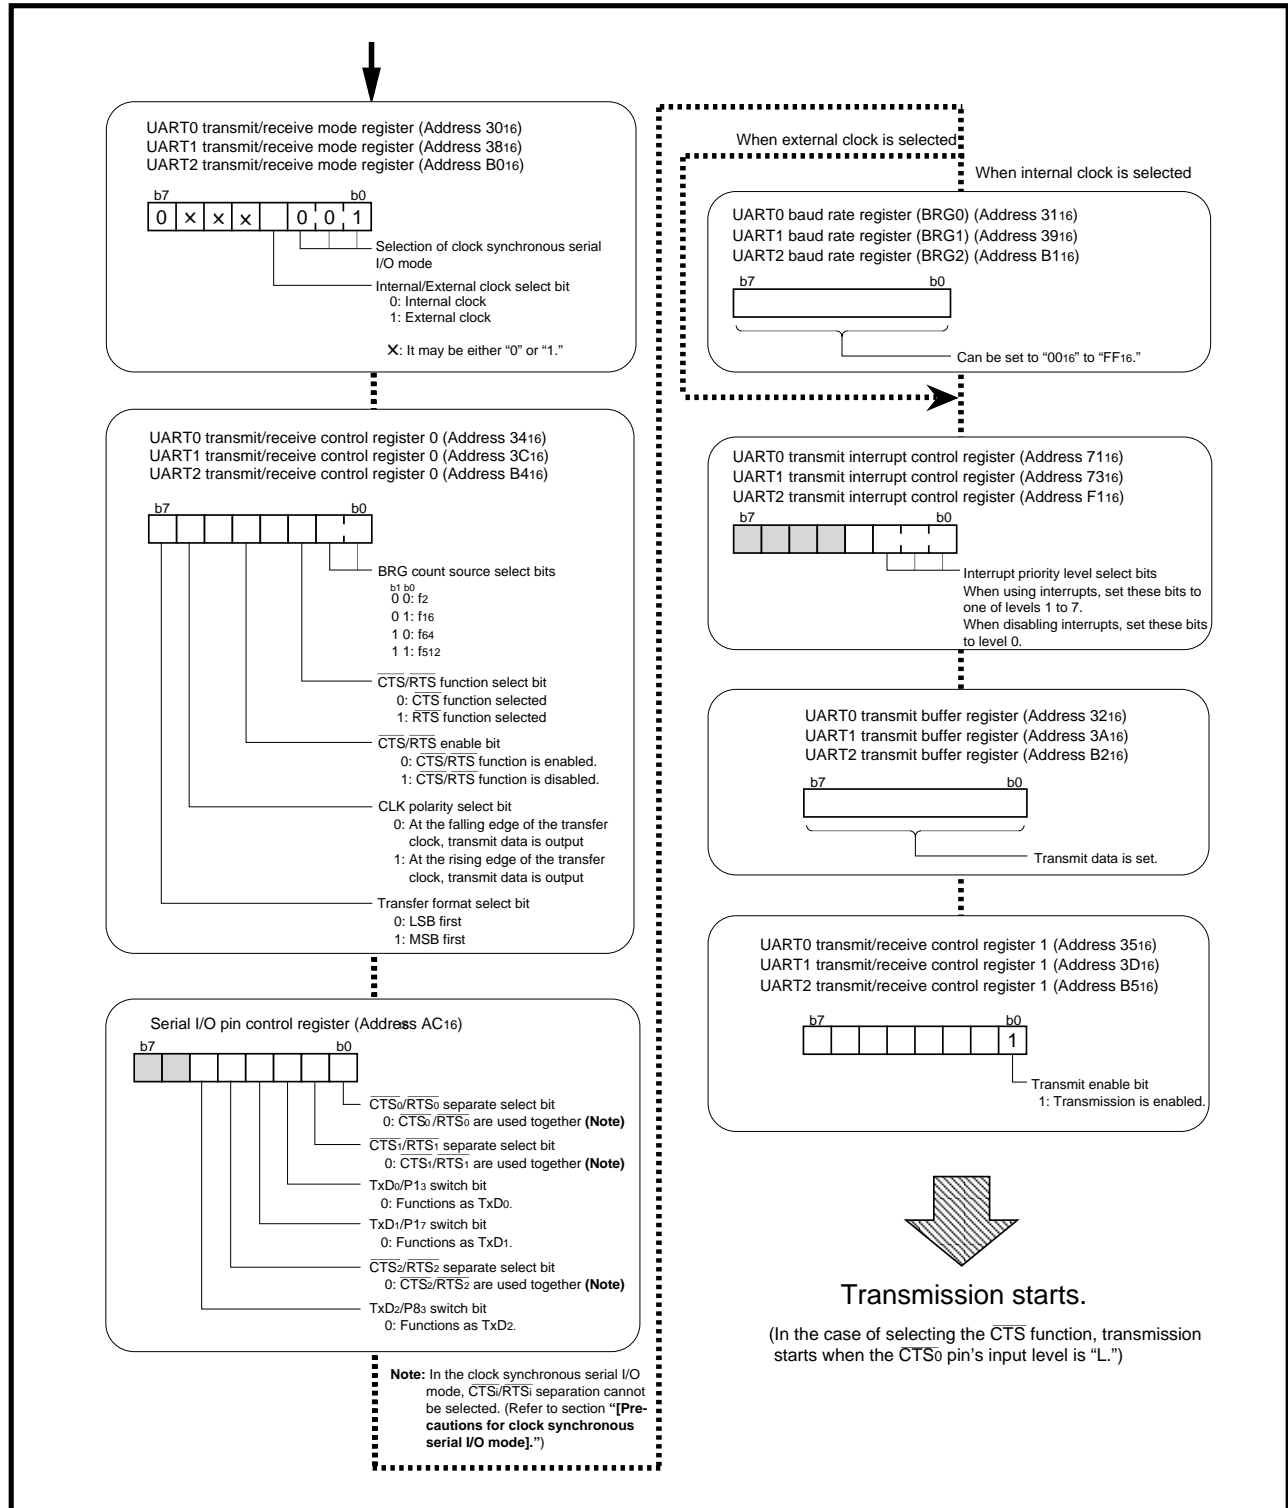 UART0 transmit/receive mode register (Address 3016)
UART1 transmit/receive mode register (Address 3816)
UART2 transmit/receive mode register (Address B016)
b7 b0
0 × × × 0 0 1
Selection of clock synchronous serial
I/O mode
Internal/External clock select bit
0: Internal clock
1: External clock
×: It may be either “0” or “1.”
UART0 transmit/receive control register 0 (Address 3416)
UART1 transmit/receive control register 0 (Address 3C16)
UART2 transmit/receive control register 0 (Address B416)
b7 b0
BRG count source select bits
b1 b0
0 0: f2
0 1: f16
1 0: f64
1 1: f512
CTS/RTS function select bit
0: CTS function selected
1: RTS function selected
CTS/RTS enable bit
0: CTS/RTS function is enabled.
1: CTS/RTS function is disabled.
CLK polarity select bit
0: At the falling edge of the transfer
clock, transmit data is output
1: At the rising edge of the transfer
clock, transmit data is output
Transfer format select bit
0: LSB first
1: MSB first
Serial I/O pin control register (Address AC16)
b7 b0
CTS0/RTS0 separate select bit
0: CTS0/RTS0 are used together (Note)
CTS1/RTS1 separate select bit
0: CTS1/RTS1 are used together (Note)
TxD0/P13 switch bit
0: Functions as TxD0.
TxD1/P17 switch bit
0: Functions as TxD1.
CTS2/RTS2 separate select bit
0: CTS2/RTS2 are used together (Note)
TxD2/P83 switch bit
0: Functions as TxD2.
Note: In the clock synchronous serial I/O
mode, CTSi/RTSi separation cannot
be selected. (Refer to section “[Pre-
cautions for clock synchronous
serial I/O mode].”)
When external clock is selected
When internal clock is selected
UART0 baud rate register (BRG0) (Address 3116)
UART1 baud rate register (BRG1) (Address 3916)
UART2 baud rate register (BRG2) (Address B116)
b7 b0
Can be set to “0016” to “FF16.”
UART0 transmit interrupt control register (Address 7116)
UART1 transmit interrupt control register (Address 7316)
UART2 transmit interrupt control register (Address F116)
b7 b0
Interrupt priority level select bits
When using interrupts, set these bits to
one of levels 1 to 7.
When disabling interrupts, set these bits
to level 0.
UART0 transmit buffer register (Address 3216)
UART1 transmit buffer register (Address 3A16)
UART2 transmit buffer register (Address B216)
b7 b0
Transmit data is set.
UART0 transmit/receive control register 1 (Address 3516)
UART1 transmit/receive control register 1 (Address 3D16)
UART2 transmit/receive control register 1 (Address B516)
b7 b0
1
Transmit enable bit
1: Transmission is enabled.
Transmission starts.
(In the case of selecting the CTS function, transmission
starts when the CTS0 pin’s input level is “L.”)